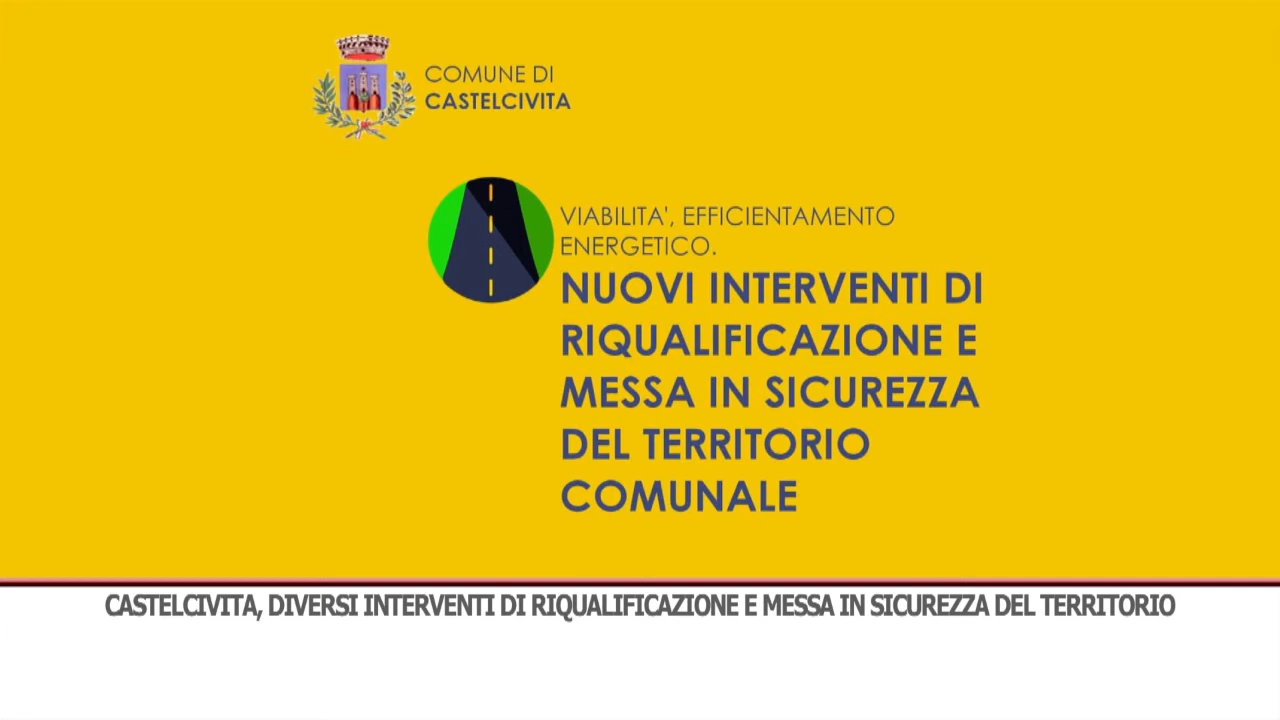 COMUNE DI
CASTELCIVITA
VIABILITA', EFFICIENTAMENTO
ENERGETICO.
NUOVI INTERVENTI DI
RIQUALIFICAZIONE E
MESSA IN SICUREZZA
DEL TERRITORIO
COMUNALE
CASTELCIVITA, DIVERSI INTERVENTI DI RIQUALIFICAZIONE E MESSA IN SICUREZZA DEL TERRITORIO